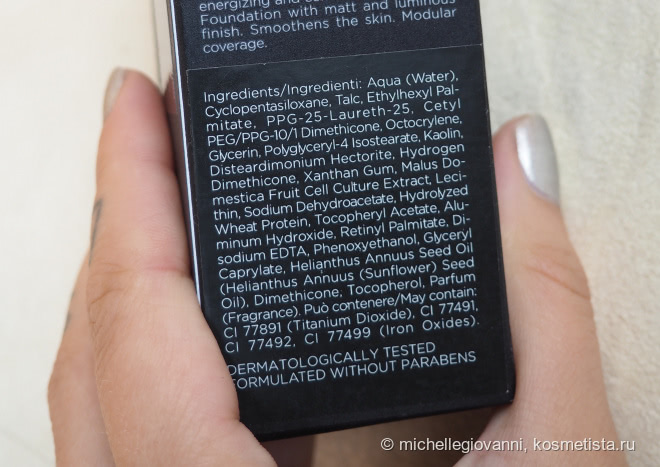 energizing and
Foundation with matt and luminous
finish. Smoothens the skin. Modular
coverage.
Ingredients/Ingredienti: Aqua (Water),
Cyclopentasiloxane, Talc, Ethylhexyl Pal-
mitate, PPG-25-Laureth-25, Cetyl
PEG/PPG-10/1 Dimethicone, Octocrylene,
Glycerin, Polyglyceryl-4 Isostearate, Kaolin,
Disteardimonium Hectorite, Hydrogen
Dimethicone, Xanthan Gum, Malus Do-
mestica Fruit Cell Culture Extract, Leci-
thin, Sodium Dehydroacetate, Hydrolyzed
Wheat Protein, Tocopheryl Acetate, Alu-
minum Hydroxide, Retinyl Palmitate, Di-
sodium EDTA, Phenoxyethanol, Glyceryl
Caprylate, Helianthus Annuus Seed Oil
(Helianthus Annuus (Sunflower) Seed
Oil), Dimethicone, Tocopherol, Parfum
(Fragrance). Può contenere/May contain:
CI 77891 (Titanium Dioxide), CI 77491,
CI 77492, CI 77499 (Iron Oxides).
DERMATOLOGICALLY TESTED
FORMULATED WITHOUT PARABENS
© michellegiovanni, kosmetista.ru